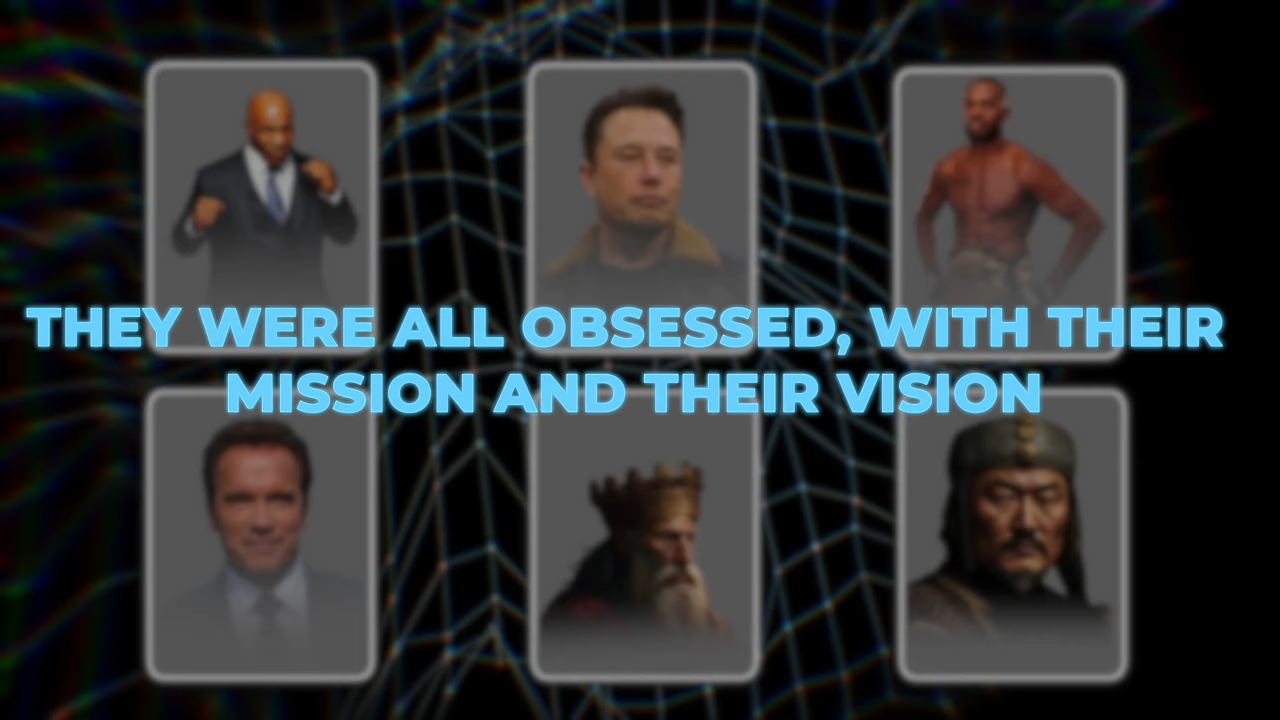 THEY WERE ALL OBSESSED, WITH THEIR
MISSION AND THEIR VISION